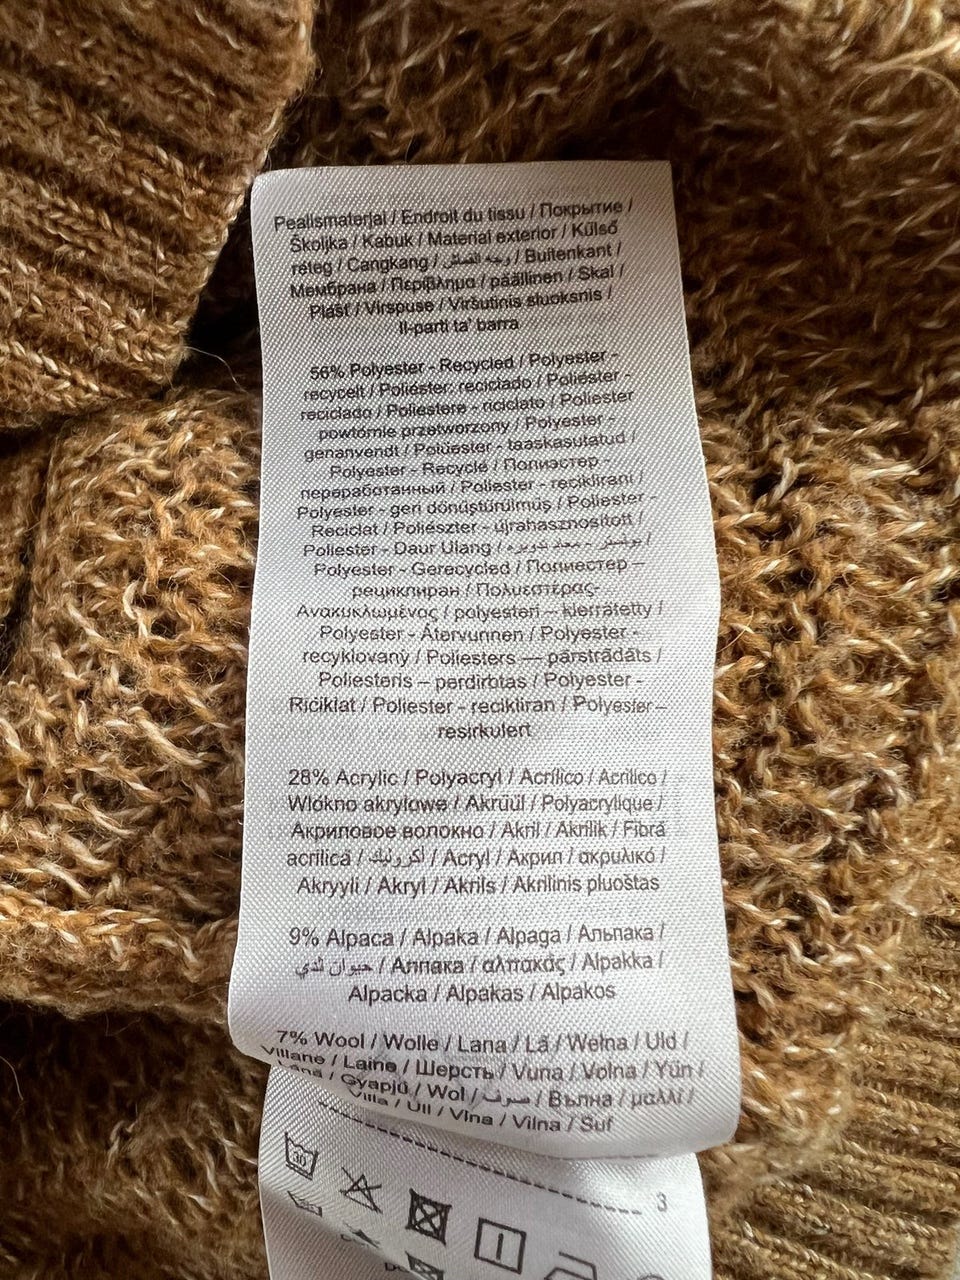 Pealismaterjal / Endroit du tissu / Покрытие /
Školjka / Kabuk / Material exterior / Külső
réteg / Cangkang / وجه القماش / Buitenkant /
Мембрана / Περίβλημα / päällinen / Skal /
Plášť / Virspuse / Viršutinis sluoksnis /
Il-parti ta' barra
56% Polyester - Recycled / Polyester -
recycelt / Poliéster: reciclado / Poliéster -
reciclado / Poliestere - riciclato / Poliester
powtórnie przetworzony / Polyester -
genanvendt / Polüester - taaskasutatud /
Polyester - Recyclé / Полиэстер -
переработанный / Poliester - reciklirani /
Polyester - geri dönüştürülmüş / Poliester -
Reciclat / Poliészter - újrahasznosított /
Poliester - Daur Ulang / بوليستر - معاد تدويره /
Polyester - Gerecycled / Полиестер –
рециклиран / Πολυεστέρας-
Ανακυκλωμένος / polyesteri – kierrätetty /
Polyester - Återvunnen / Polyester -
recyklovaný / Poliesters — pārstrādāts /
Poliesteris – perdirbtas / Polyester -
Riċiklat / Poliester - recikliran / Polyester –
resirkulert
28% Acrylic / Polyacryl / Acrílico / Acrilico /
Włókno akrylowe / Akrüül / Polyacrylique /
Акриловое волокно / Akril / Akrilik / Fibră
acrilică / أكروليك / Acryl / Акрил / ακρυλικό /
Akryyli / Akryl / Akrils / Akrilinis pluoštas
9% Alpaca / Alpaka / Alpaga / Альпака /
حيوان لدي / Алпака / αλπακάς / Alpakka /
Alpacka / Alpakas / Alpakos
7% Wool / Wolle / Lana / Lã / Wełna / Uld /
Villane / Laine / Шерсть / Vuna / Volna / Yün /
Lână / Gyapjú / Wol / صوف / Вълна / μαλλί /
Villa / Ull / Vlna / Vilna / Suf
3
30